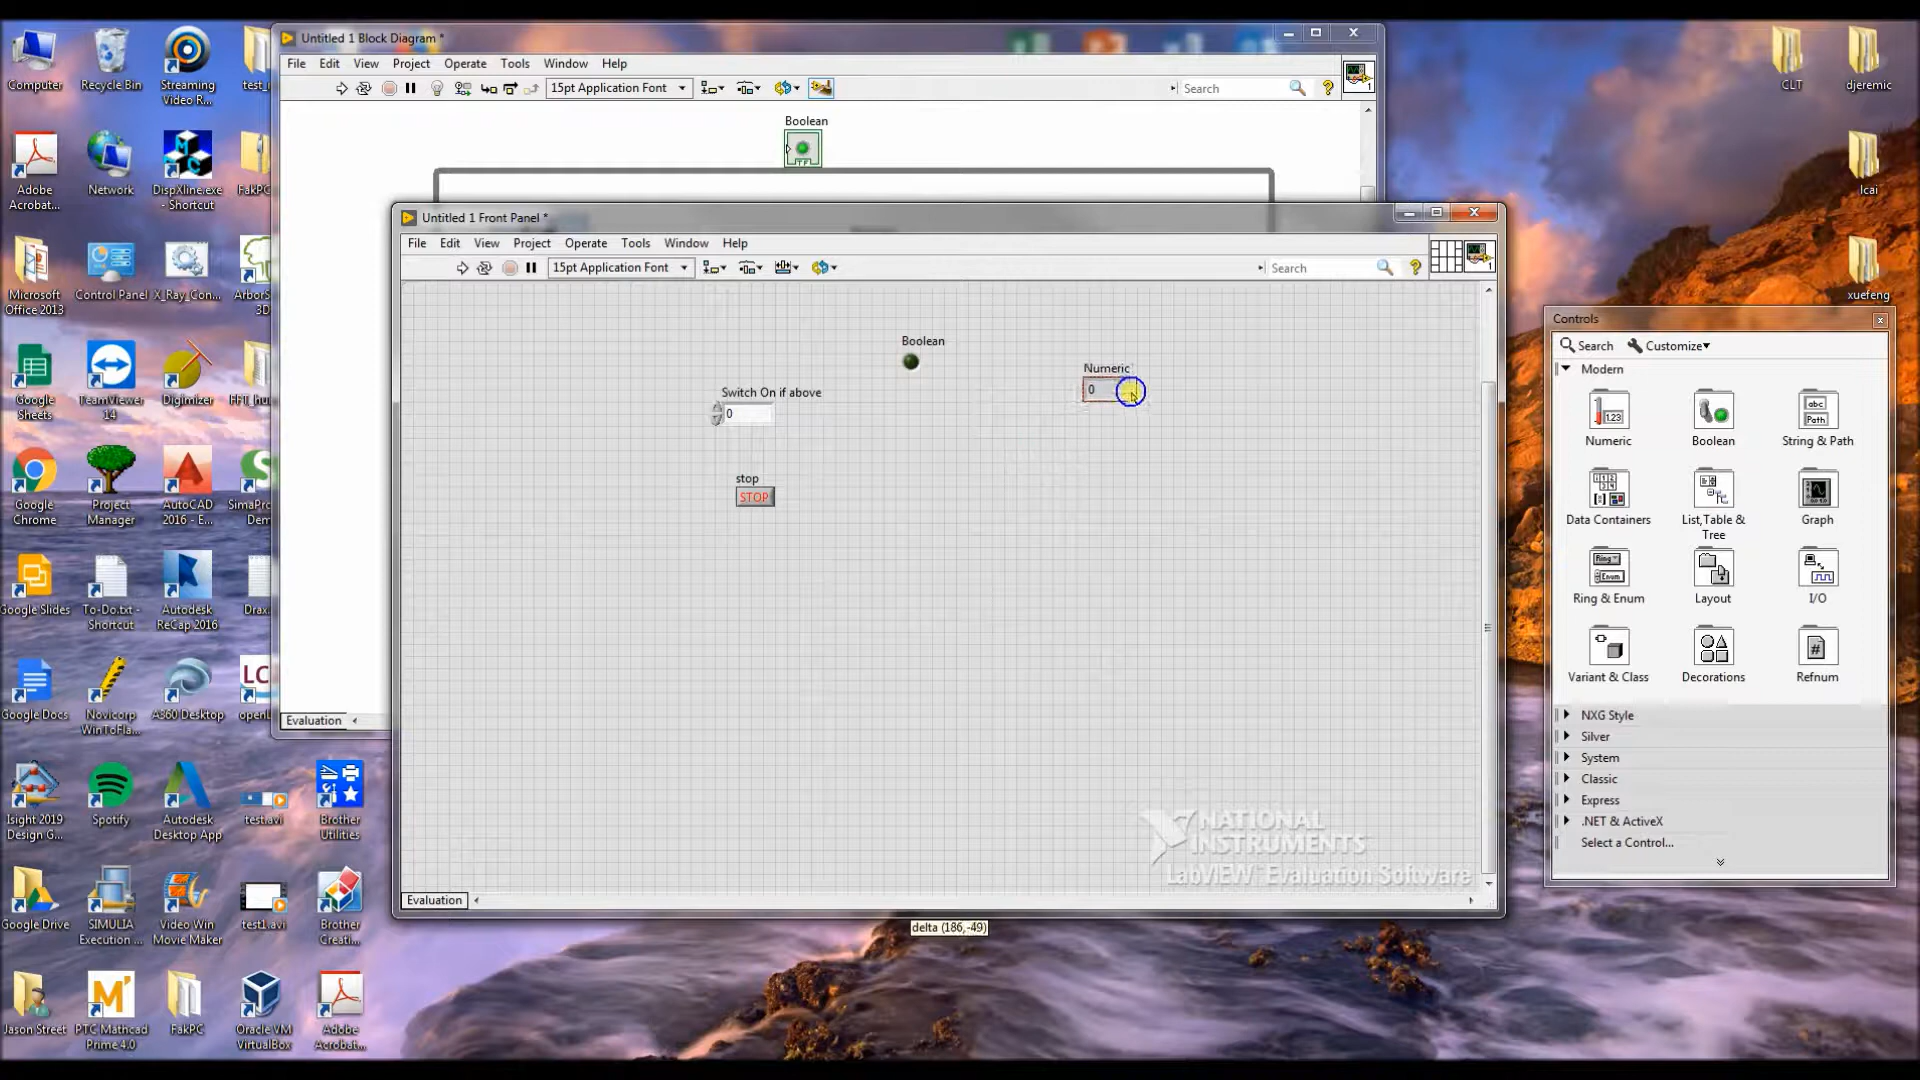 Untitled 1 Block Diagram *
File Edit View Project Operate Tools Window Help
15pt Application Font
Search
Boolean
TF
Untitled 1 Front Panel *
File Edit View Project Operate Tools Window Help
15pt Application Font
Search
Boolean
Switch On if above
0
Numeric
0
stop
STOP
NATIONAL
INSTRUMENTS
LabVIEW™ Evaluation Software
Evaluation
Evaluation
delta (186,-49)
Controls
Search Customize
Modern
Numeric Boolean String & Path
Data Containers List, Table &
Tree Graph
Ring & Enum Layout I/O
Variant & Class Decorations Refnum
NXG Style
Silver
System
Classic
Express
.NET & ActiveX
Select a Control...
Computer
Recycle Bin
Streaming
Video R...
Adobe
Acrobat...
Network
DispXline.exe
- Shortcut
FakPC
Microsoft
Office 2013
Control Panel
X_Ray_Con...
3D
Google
Sheets
TeamViewer
14
Digimizer
Google
Chrome
Project
Manager
AutoCAD
2016 - E...
Google Slides
To-Do.txt -
Shortcut
Autodesk
ReCap 2016
Drax.
Google Docs
Novicorp
WinToFla...
A360 Desktop
LC
Isight 2019
Design G...
Spotify
Autodesk
Desktop App
test.avi
Brother
Utilities
Google Drive
SIMULIA
Execution ...
Video Win
Movie Maker
test1.avi
Brother
Creati...
Jason Street
PTC Mathcad
Prime 4.0
FakPC
Oracle VM
VirtualBox
Adobe
Acrobat...
CLT
djeremic
lcai
xuefeng